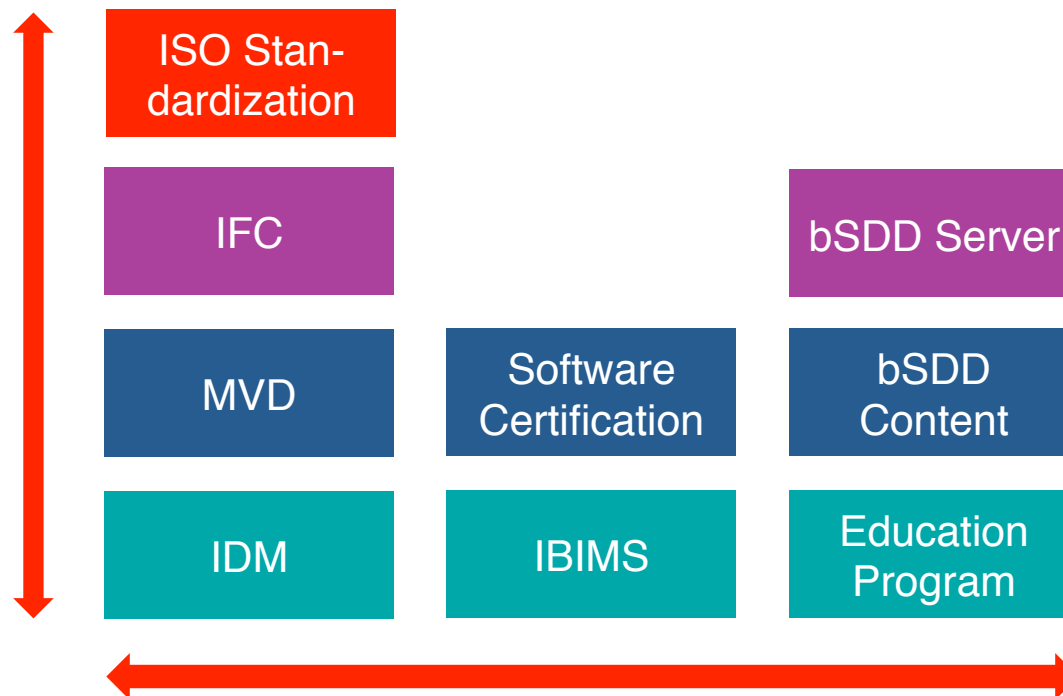 ISO Stan-
dardization
IFC
bSDD Server
MVD
Software
Certification
bSDD
Content
IDM
IBIMS
Education
Program